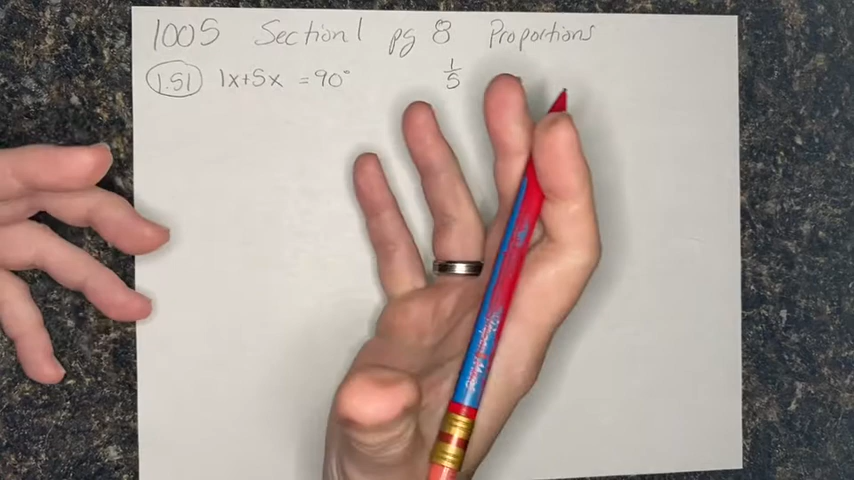 1005 Section 1 pg 8 Proportions
1.51 1x+5x = 90° 1/5